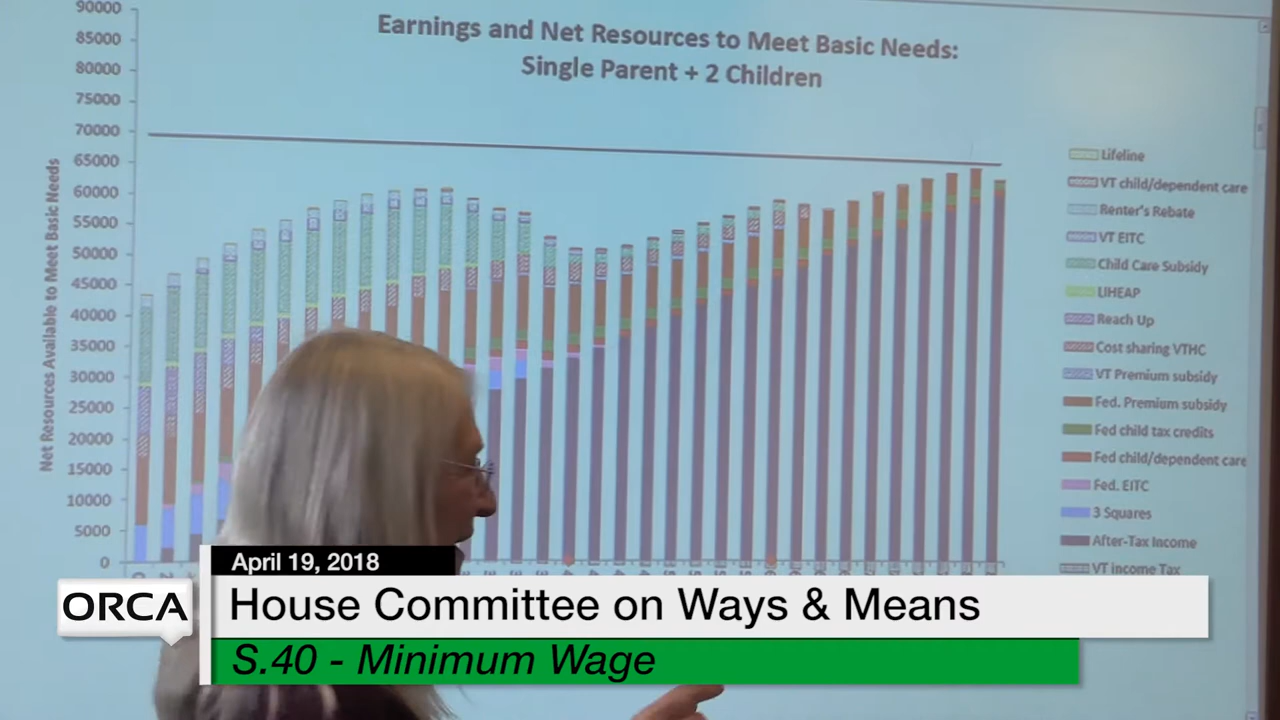 Earnings and Net Resources to Meet Basic Needs:
Single Parent + 2 Children
Net Resources Available to Meet Basic Needs
90000
85000
80000
75000
70000
65000
60000
55000
50000
45000
40000
35000
30000
25000
20000
15000
10000
5000
0
Lifeline
VT child/dependent care
Renter's Rebate
VT EITC
Child Care Subsidy
LIHEAP
Reach Up
Cost sharing VTHC
VT Premium subsidy
Fed. Premium subsidy
Fed child tax credits
Fed child/dependent care
Fed. EITC
3 Squares
After-Tax Income
VT income Tax
April 19, 2018
ORCA
House Committee on Ways & Means
S.40 - Minimum Wage